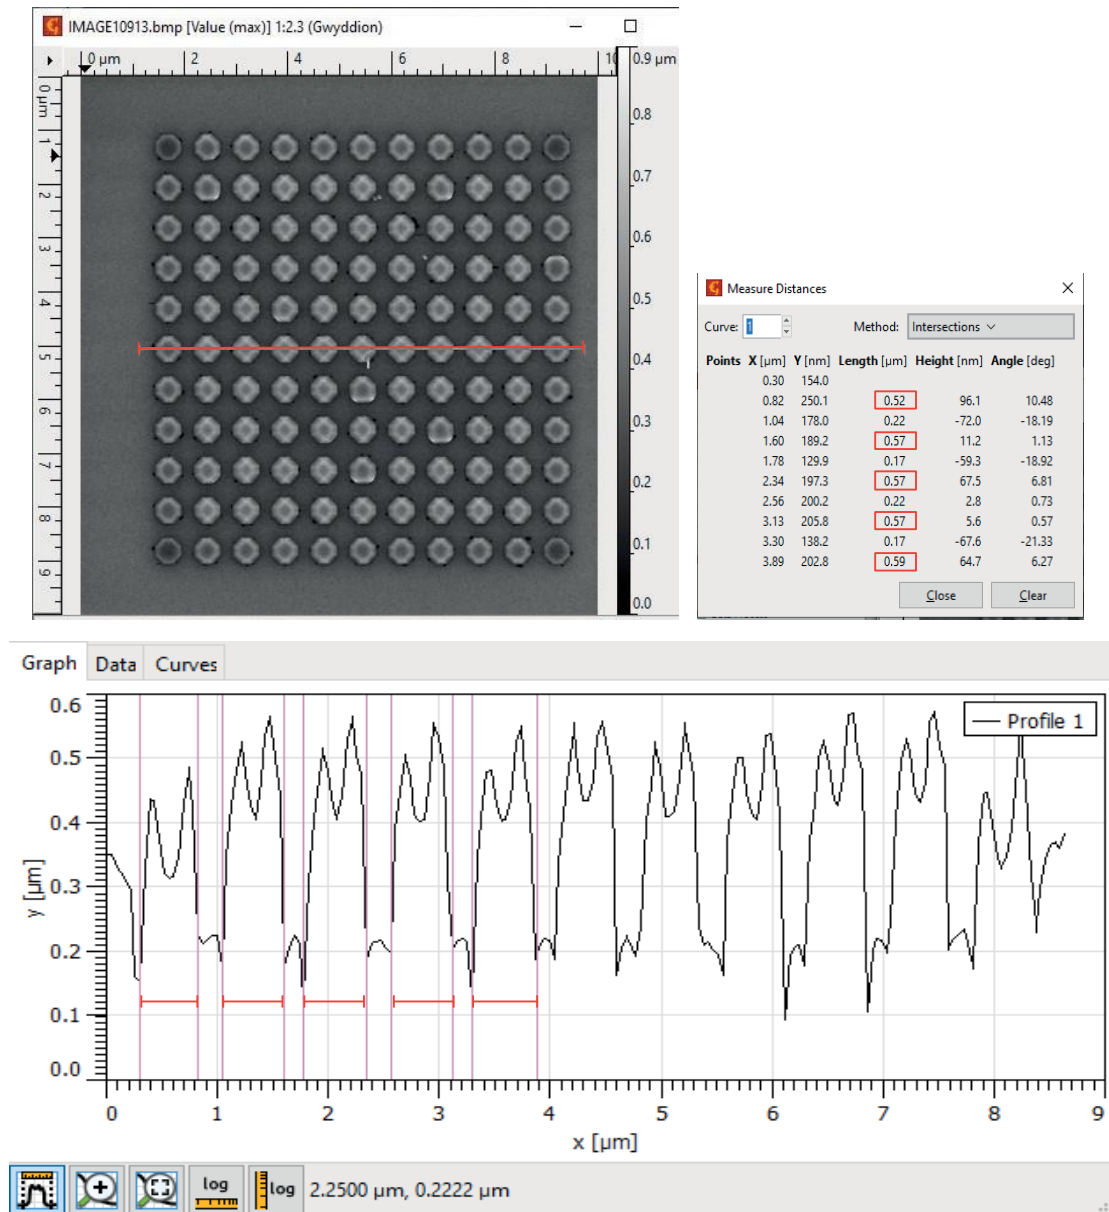 IMAGE10913.bmp [Value (max)] 1:2.3 (Gwyddion)
0 µm 2 4 6 8 10
0.9 µm
0.8
0.7
0.6
0.5
0.4
0.3
0.2
0.1
0.0
0 µm
1
2
3
4
5
6
7
8
9
Measure Distances
Curve: 1 Method: Intersections
Points X [µm] Y [nm] Length [µm] Height [nm] Angle [deg]
0.30 154.0
0.82 250.1 0.52 96.1 10.48
1.04 178.0 0.22 -72.0 -18.19
1.60 189.2 0.57 11.2 1.13
1.78 129.9 0.17 -59.3 -18.92
2.34 197.3 0.57 67.5 6.81
2.56 200.2 0.22 2.8 0.73
3.13 205.8 0.57 5.6 0.57
3.30 138.2 0.17 -67.6 -21.33
3.89 202.8 0.59 64.7 6.27
Close Clear
Graph Data Curves
0.6
0.5
0.4
0.3
0.2
0.1
0.0
y [µm]
Profile 1
0 1 2 3 4 5 6 7 8 9
x [µm]
log log 2.2500 µm, 0.2222 µm